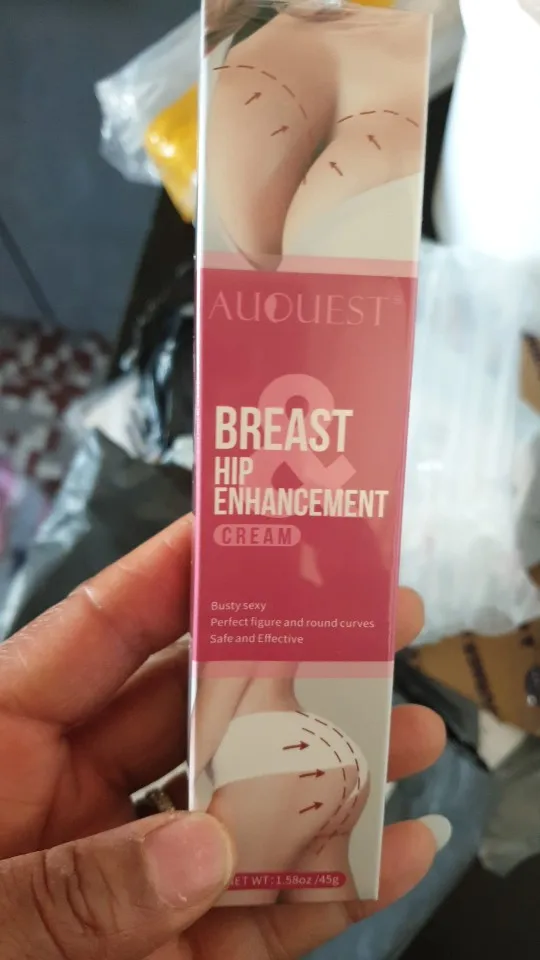 AUQUEST®
&
BREAST
HIP
ENHANCEMENT
CREAM
Busty sexy
Perfect figure and round curves
Safe and Effective
NET WT: 1.58oz /45g